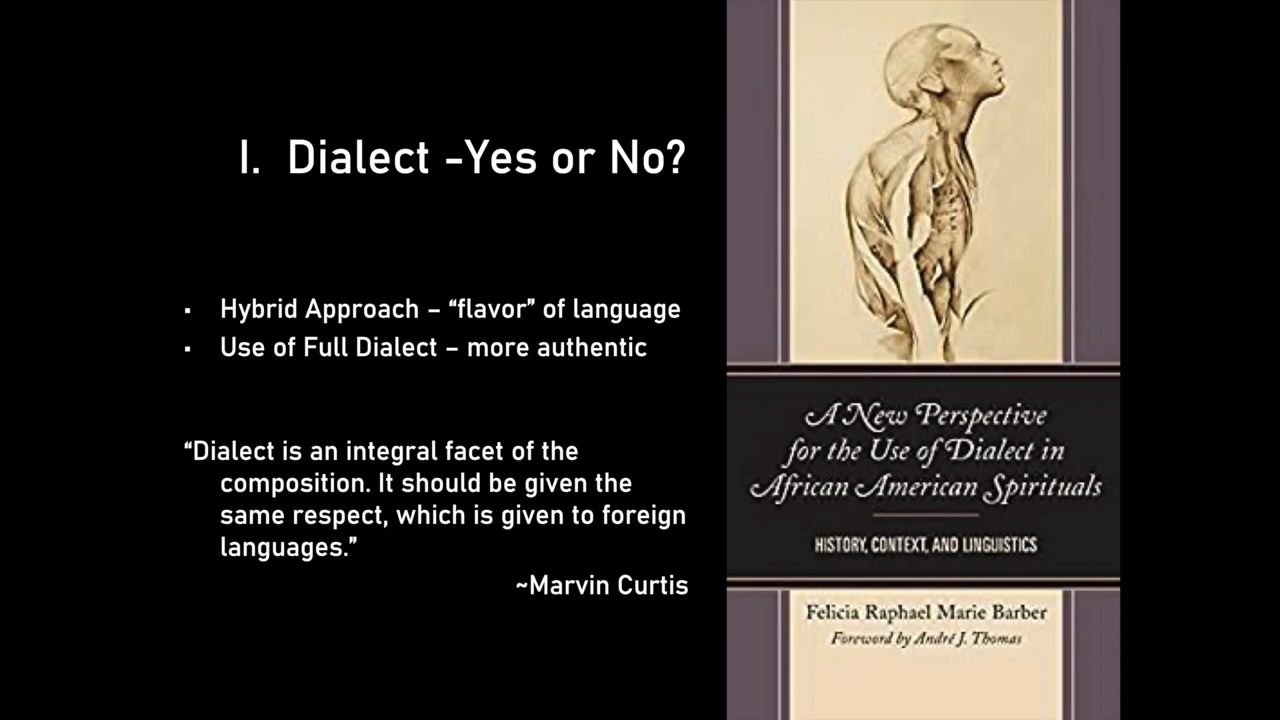 I. Dialect -Yes or No?
▪ Hybrid Approach – “flavor” of language
▪ Use of Full Dialect – more authentic
“Dialect is an integral facet of the
composition. It should be given the
same respect, which is given to foreign
languages.”
~Marvin Curtis
A New Perspective
for the Use of Dialect in
African American Spirituals
HISTORY, CONTEXT, AND LINGUISTICS
Felicia Raphael Marie Barber
Foreword by André J. Thomas